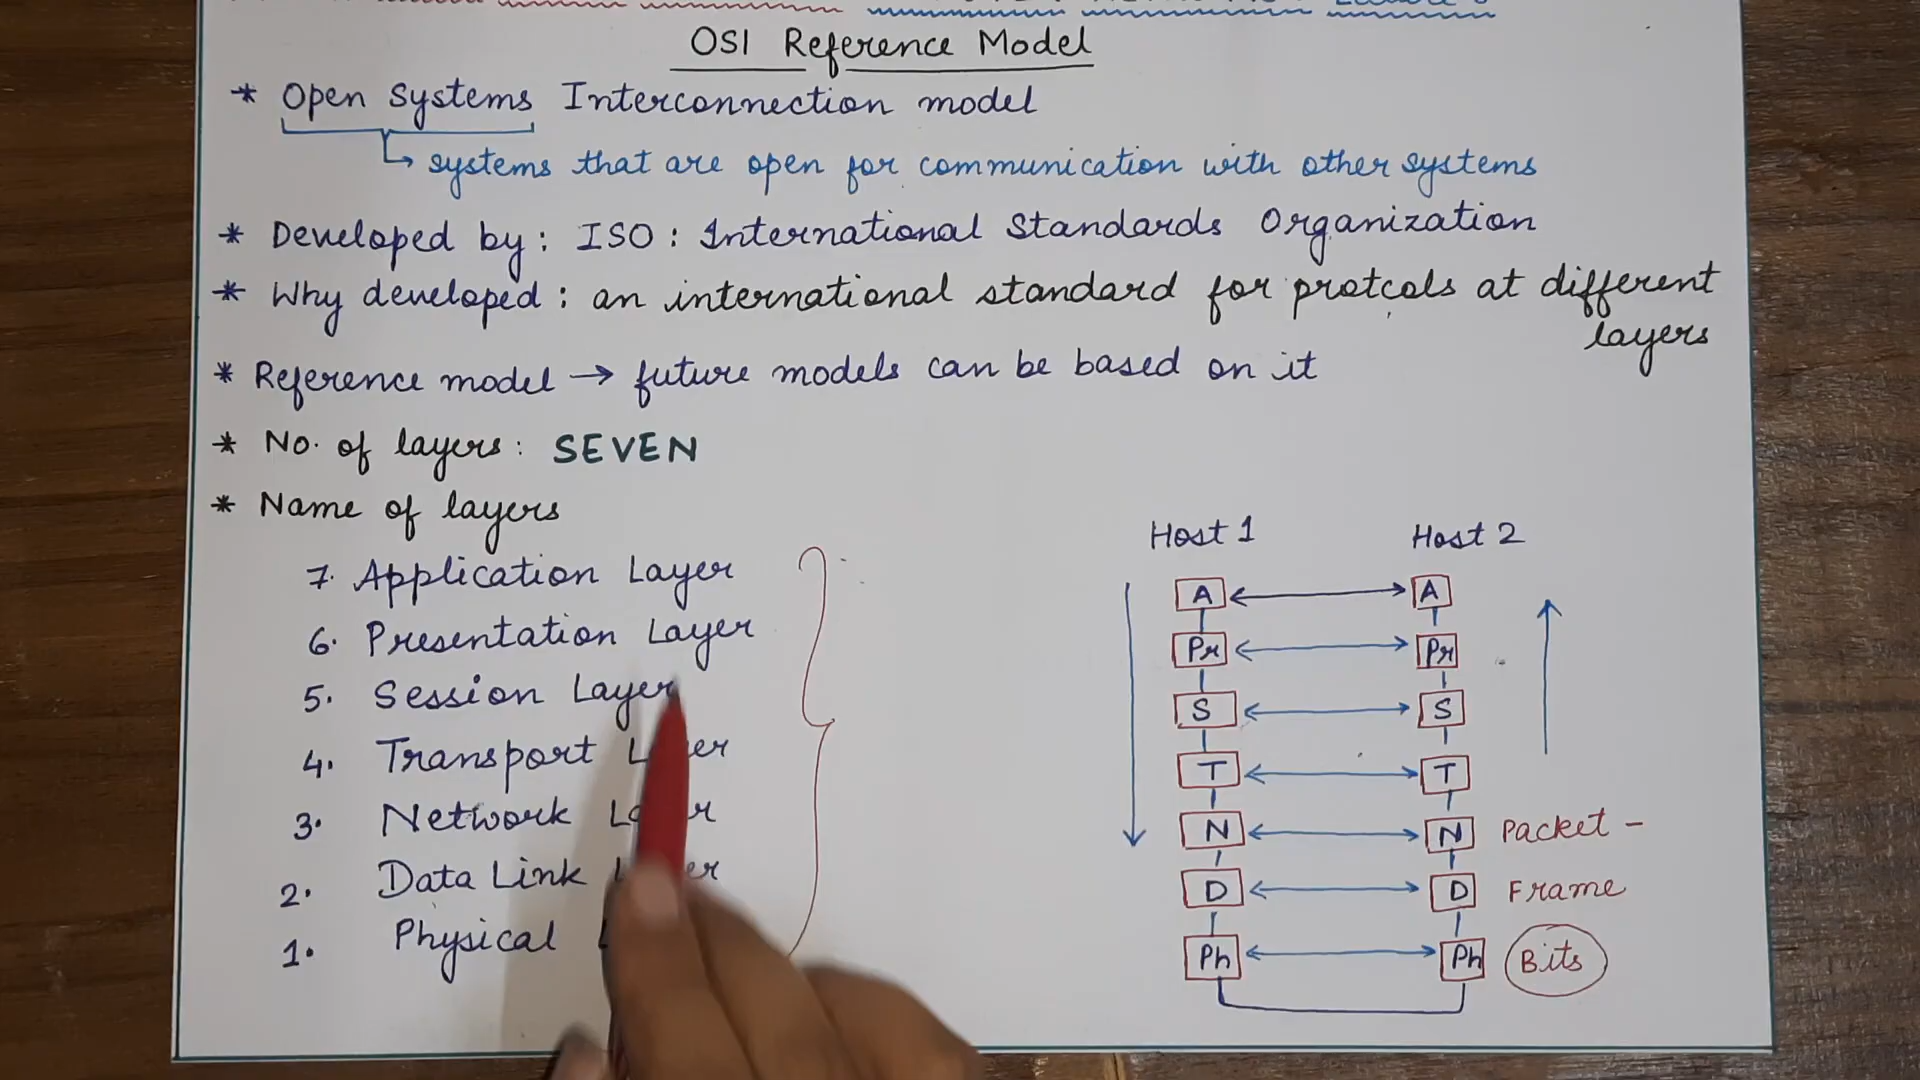 OSI Reference Model
* Open Systems Interconnection model
systems that are open for communication with other systems
* Developed by: ISO: International Standards Organization
* Why developed: an international standard for protcols at different
layers
* Reference model → future models can be based on it
* No. of layers: SEVEN
* Name of layers
7. Application Layer
6. Presentation Layer
5. Session Layer
4. Transport
3. Network
2. Data Link
1. Physical
Host 1 Host 2
A A
Pr Pr
S S
T T
N N Packet -
D D Frame
Ph Ph Bits